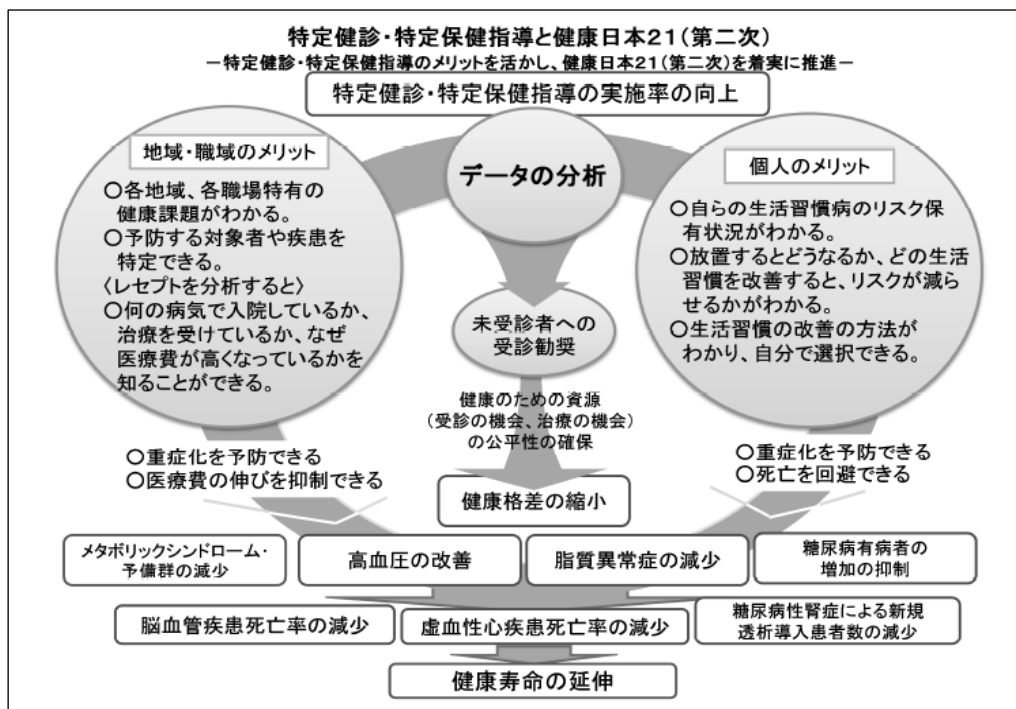 特定健診・特定保健指導と健康日本21(第二次)
－特定健診・特定保健指導のメリットを活かし、健康日本21(第二次)を着実に推進－
特定健診・特定保健指導の実施率の向上
地域・職域のメリット
○各地域、各職場特有の
健康課題がわかる。
○予防する対象者や疾患を
特定できる。
〈レセプトを分析すると〉
○何の病気で入院しているか、
治療を受けているか、なぜ
医療費が高くなっているかを
知ることができる。
データの分析
個人のメリット
○自らの生活習慣病のリスク保
有状況がわかる。
○放置するとどうなるか、どの生活
習慣を改善すると、リスクが減ら
せるかがわかる。
○生活習慣の改善の方法が
わかり、自分で選択できる。
未受診者への
受診勧奨
健康のための資源
(受診の機会、治療の機会)
の公平性の確保
○重症化を予防できる
○医療費の伸びを抑制できる
○重症化を予防できる
○死亡を回避できる
健康格差の縮小
メタボリックシンドローム・
予備群の減少
高血圧の改善
脂質異常症の減少
糖尿病有病者の
増加の抑制
脳血管疾患死亡率の減少
虚血性心疾患死亡率の減少
糖尿病性腎症による新規
透析導入患者数の減少
健康寿命の延伸